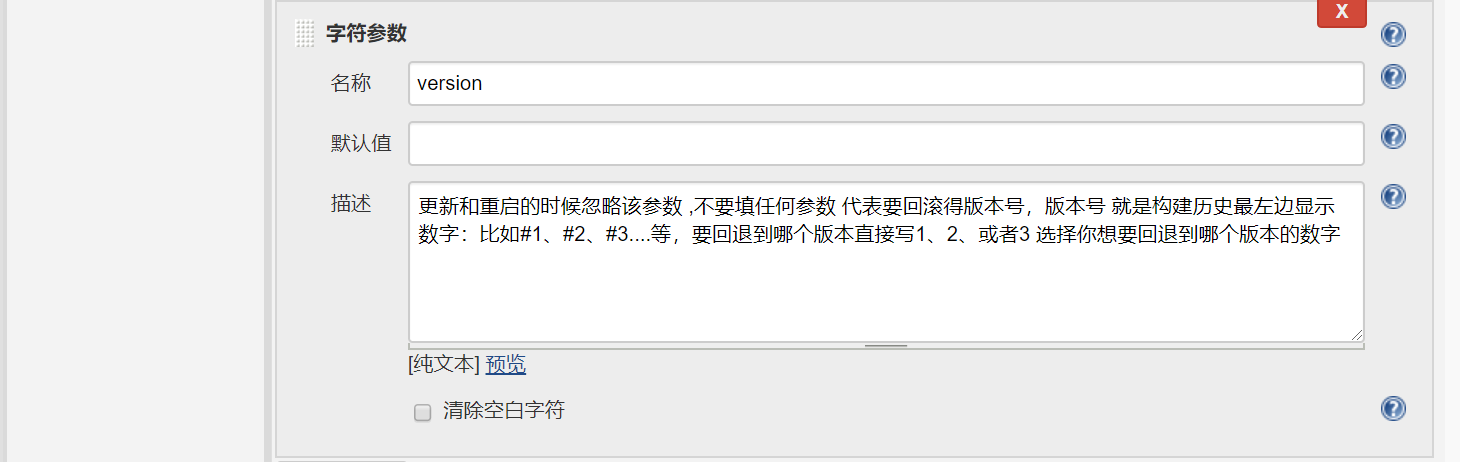 字符参数
X
名称
version
默认值
描述
更新和重启的时候忽略该参数 ,不要填任何参数 代表要回滚得版本号，版本号 就是构建历史最左边显示
数字：比如#1、#2、#3....等，要回退到哪个版本直接写1、2、或者3 选择你想要回退到哪个版本的数字
[纯文本] 预览
清除空白字符